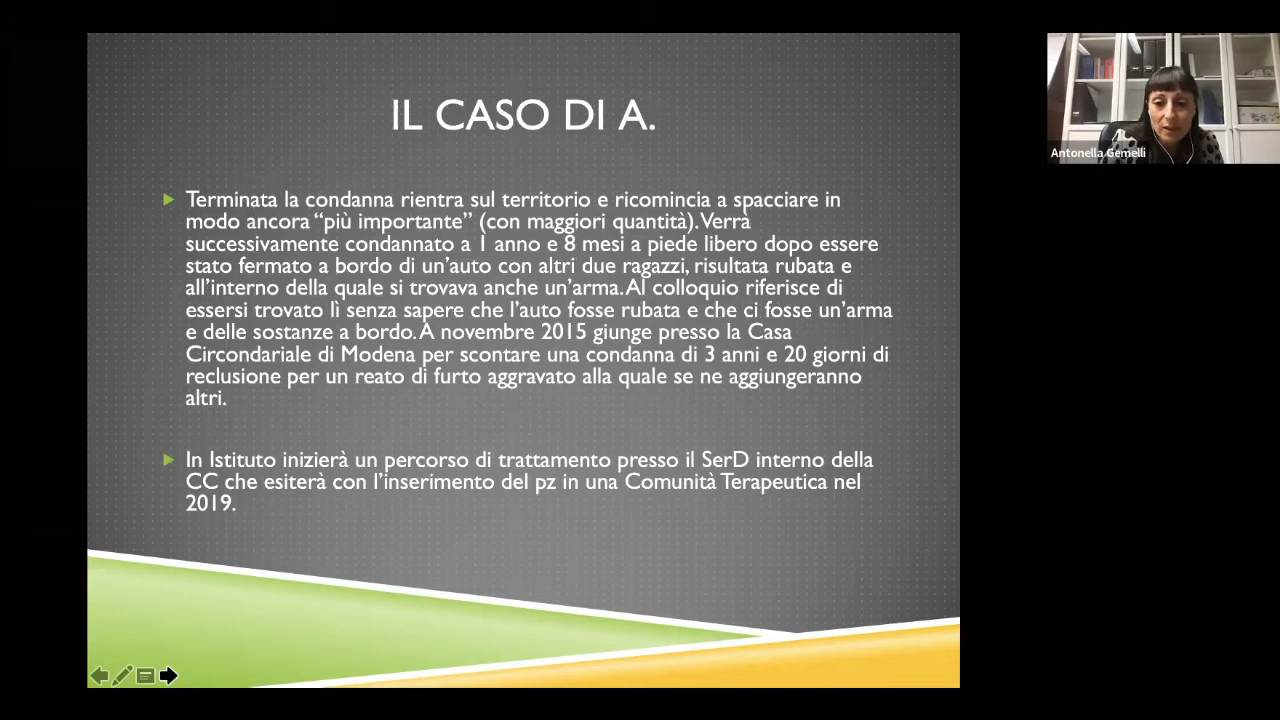 IL CASO DI A.
Terminata la condanna rientra sul territorio e ricomincia a spacciare in
modo ancora “più importante” (con maggiori quantità). Verrà
successivamente condannato a 1 anno e 8 mesi a piede libero dopo essere
stato fermato a bordo di un’auto con altri due ragazzi, risultata rubata e
all’interno della quale si trovava anche un’arma. Al colloquio riferisce di
essersi trovato lì senza sapere che l’auto fosse rubata e che ci fosse un’arma
e delle sostanze a bordo. A novembre 2015 giunge presso la Casa
Circondariale di Modena per scontare una condanna di 3 anni e 20 giorni di
reclusione per un reato di furto aggravato alla quale se ne aggiungeranno
altri.
In Istituto inizierà un percorso di trattamento presso il SerD interno della
CC che esiterà con l’inserimento del pz in una Comunità Terapeutica nel
2019.
Antonella Gemelli